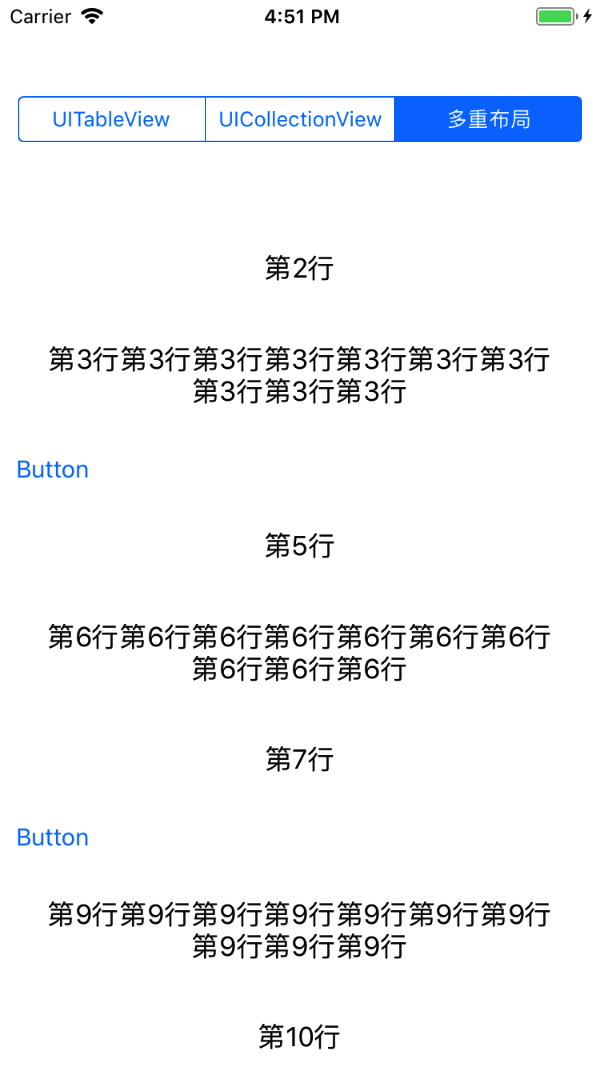 Carrier 4:51 PM
UITableView UICollectionView 多重布局
第2行
第3行第3行第3行第3行第3行第3行第3行
第3行第3行第3行
Button
第5行
第6行第6行第6行第6行第6行第6行第6行
第6行第6行第6行
第7行
Button
第9行第9行第9行第9行第9行第9行第9行
第9行第9行第9行
第10行